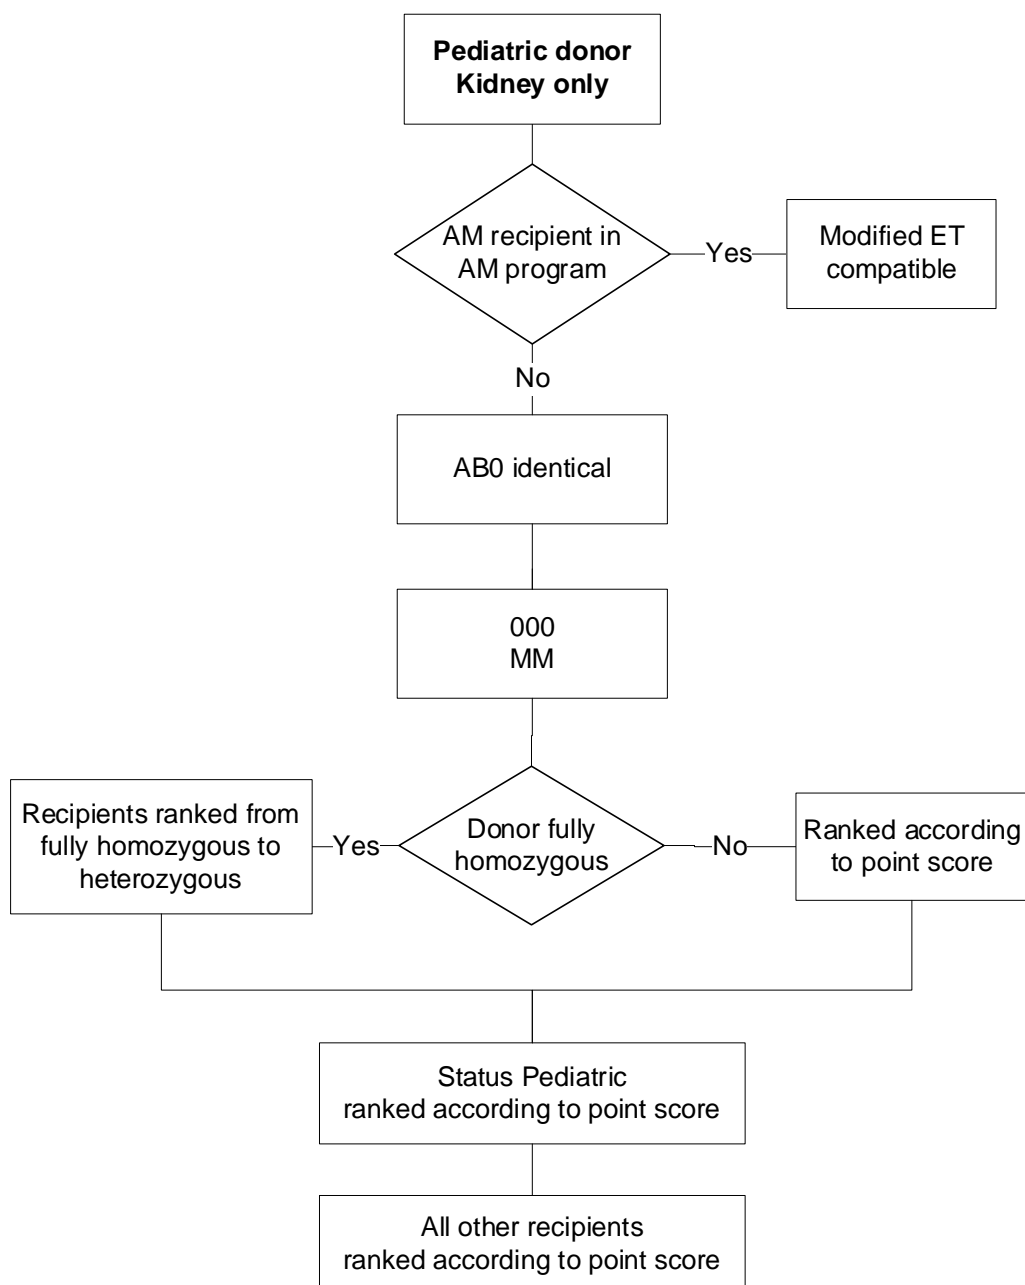 Pediatric donor
Kidney only
AM recipient in
AM program
Yes
Modified ET
compatible
No
AB0 identical
000
MM
Recipients ranked from
fully homozygous to
heterozygous
Yes
Donor fully
homozygous
No
Ranked according
to point score
Status Pediatric
ranked according to point score
All other recipients
ranked according to point score